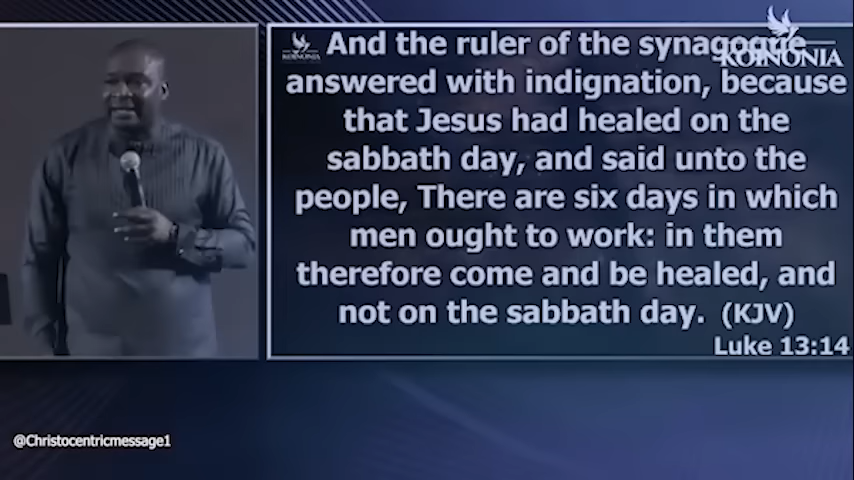 KOINONIA
KOINONIA
And the ruler of the synagogue
answered with indignation, because
that Jesus had healed on the
sabbath day, and said unto the
people, There are six days in which
men ought to work: in them
therefore come and be healed, and
not on the sabbath day. (KJV)
Luke 13:14
@Christocentricmessage1